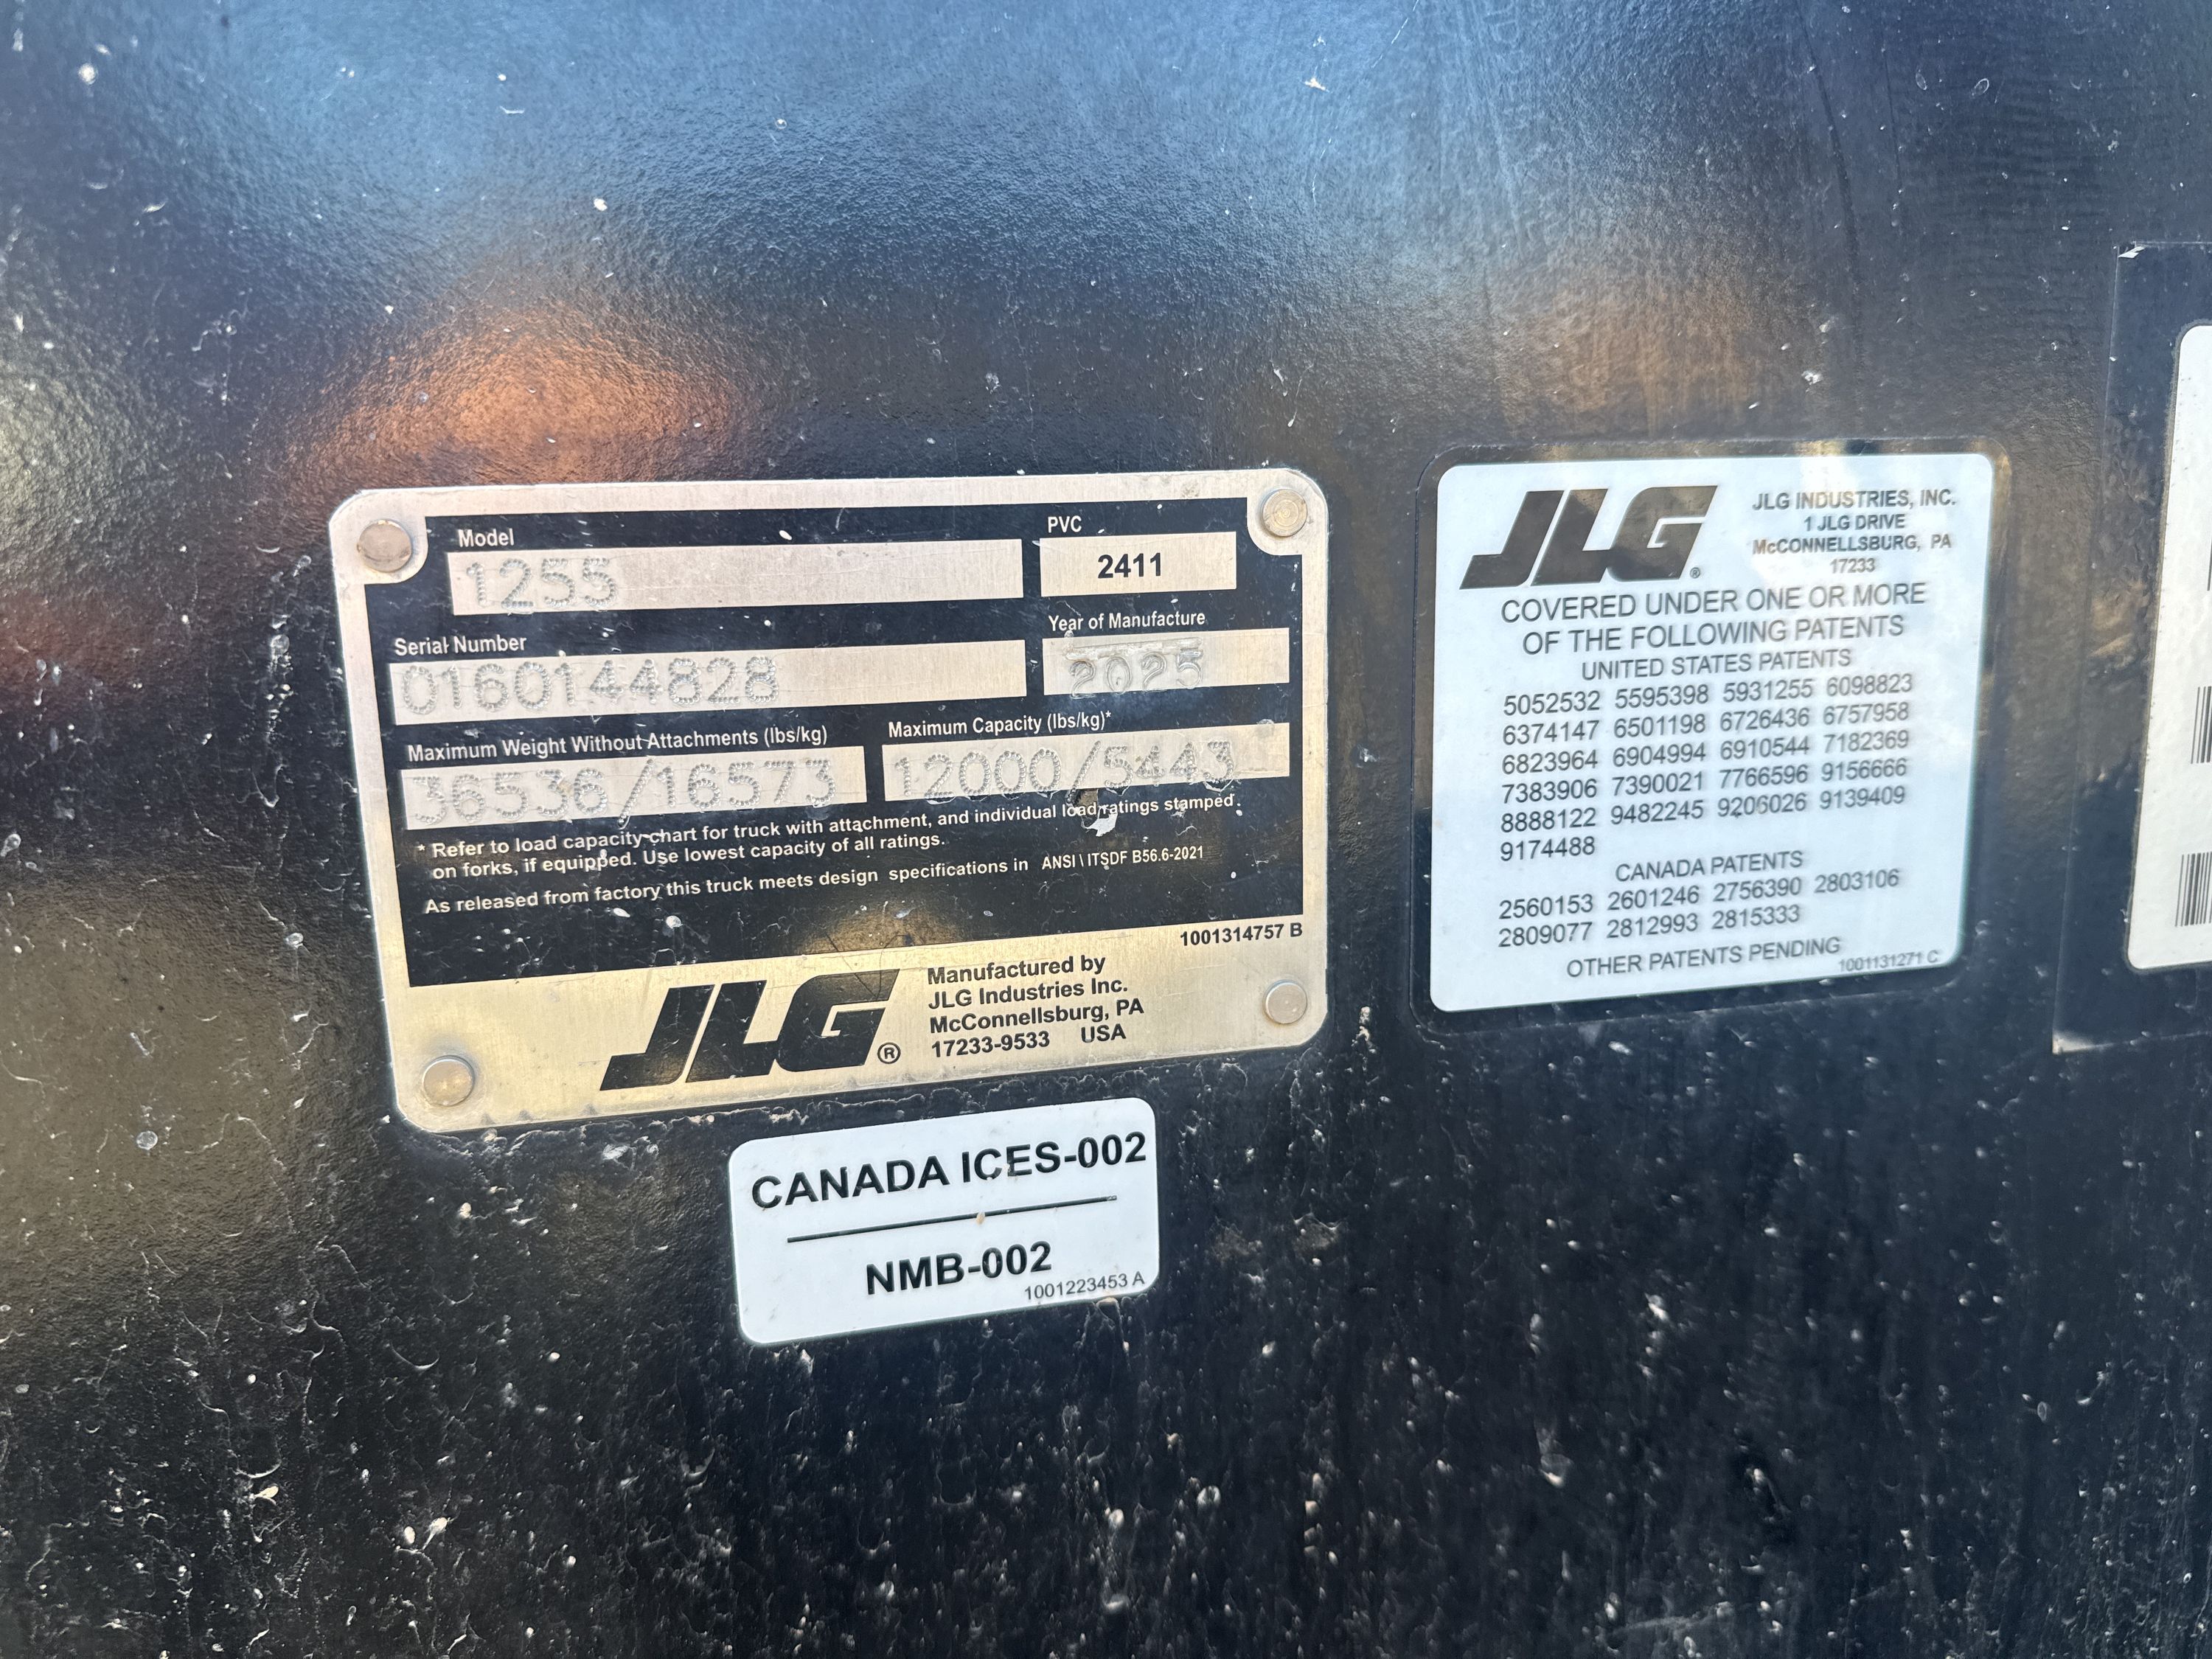 Model
1255
PVC
2411
Serial Number
0160144828
Year of Manufacture
2025
Maximum Weight Without Attachments (lbs/kg)
36536/16573
Maximum Capacity (lbs/kg)*
12000/5443
* Refer to load capacity chart for truck with attachment, and individual load ratings stamped
on forks, if equipped. Use lowest capacity of all ratings.
As released from factory this truck meets design specifications in ANSI \ ITSDF B56.6-2021
1001314757 B
JLG®
Manufactured by
JLG Industries Inc.
McConnellsburg, PA
17233-9533 USA
CANADA ICES-002
NMB-002
1001223453 A
JLG®
JLG INDUSTRIES, INC.
1 JLG DRIVE
McCONNELLSBURG, PA
17233
COVERED UNDER ONE OR MORE
OF THE FOLLOWING PATENTS
UNITED STATES PATENTS
5052532 5595398 5931255 6098823
6374147 6501198 6726436 6757958
6823964 6904994 6910544 7182369
7383906 7390021 7766596 9156666
8888122 9482245 9206026 9139409
9174488
CANADA PATENTS
2560153 2601246 2756390 2803106
2809077 2812993 2815333
OTHER PATENTS PENDING
1001131271 C